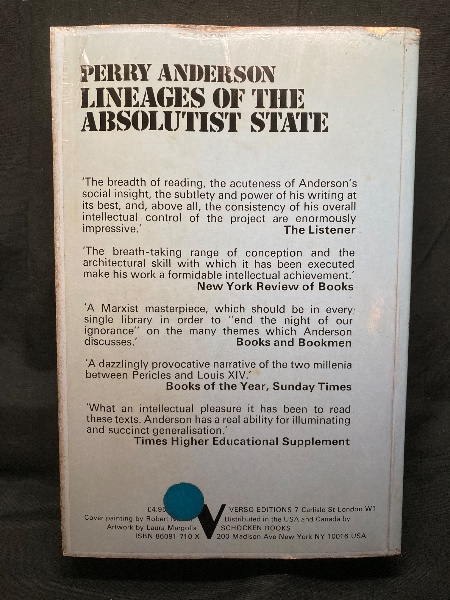 PERRY ANDERSON
LINEAGES OF THE
ABSOLUTIST STATE
'The breadth of reading, the acuteness of Anderson's
social insight, the subtlety and power of his writing at
its best, and, above all, the consistency of his overall
intellectual control of the project are enormously
impressive.' The Listener
'The breath-taking range of conception and the
architectural skill with which it has been executed
make his work a formidable intellectual achievement.'
New York Review of Books
'A Marxist masterpiece, which should be in every
single library in order to "end the night of our
ignorance" on the many themes which Anderson
discusses.' Books and Bookmen
'A dazzlingly provocative narrative of the two millenia
between Pericles and Louis XIV.'
Books of the Year, Sunday Times
'What an intellectual pleasure it has been to read
these texts. Anderson has a real ability for illuminating
and succinct generalisation.'
Times Higher Educational Supplement
VERSO EDITIONS 7 Carlisle St London W1
Cover painting by Robert Distributed in the USA and Canada by
Artwork by Laura Margolis SCHOCKEN BOOKS
ISBN 86091 710 X V 200 Madison Ave New York NY 10016 USA